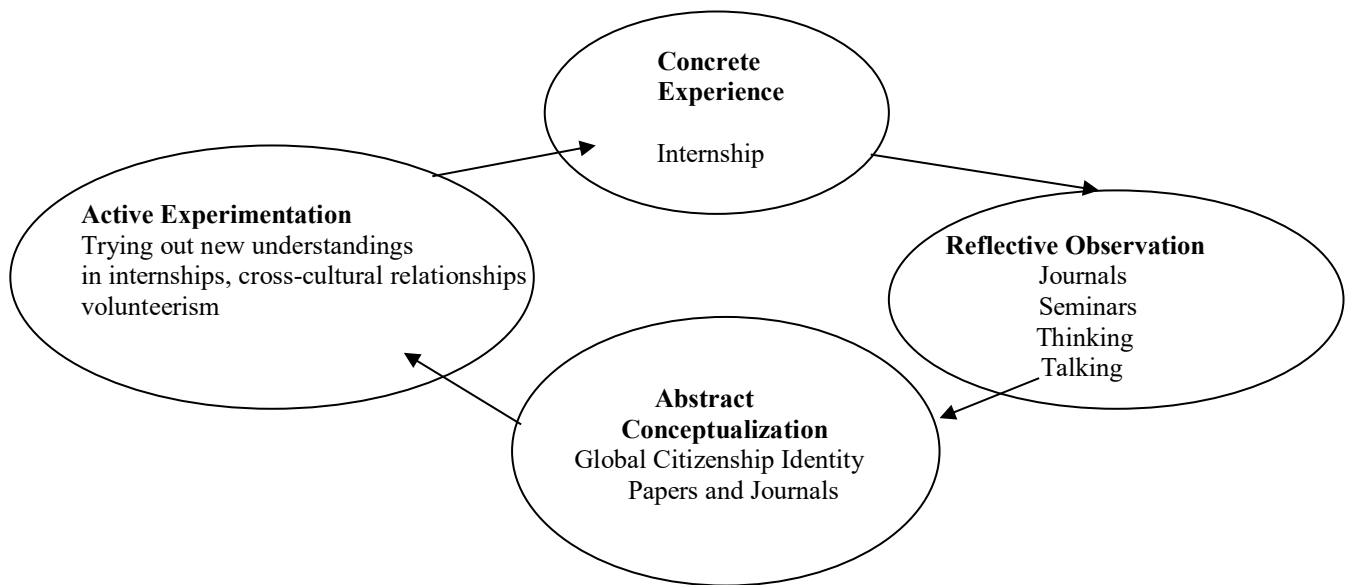 Concrete
Experience
Internship
Active Experimentation
Trying out new understandings
in internships, cross-cultural relationships
volunteerism
Reflective Observation
Journals
Seminars
Thinking
Talking
Abstract
Conceptualization
Global Citizenship Identity
Papers and Journals